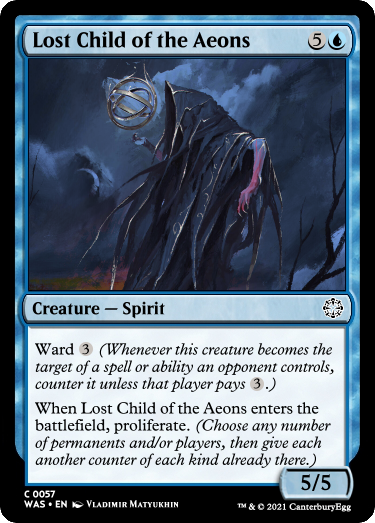 Lost Child of the Aeons 5
Creature — Spirit
Ward 3 (Whenever this creature becomes the
target of a spell or ability an opponent controls,
counter it unless that player pays 3.)
When Lost Child of the Aeons enters the
battlefield, proliferate. (Choose any number
of permanents and/or players, then give each
another counter of each kind already there.)
5/5
C 0057
WAS • EN Vladimir Matyukhin ™ & © 2021 CanterburyEgg